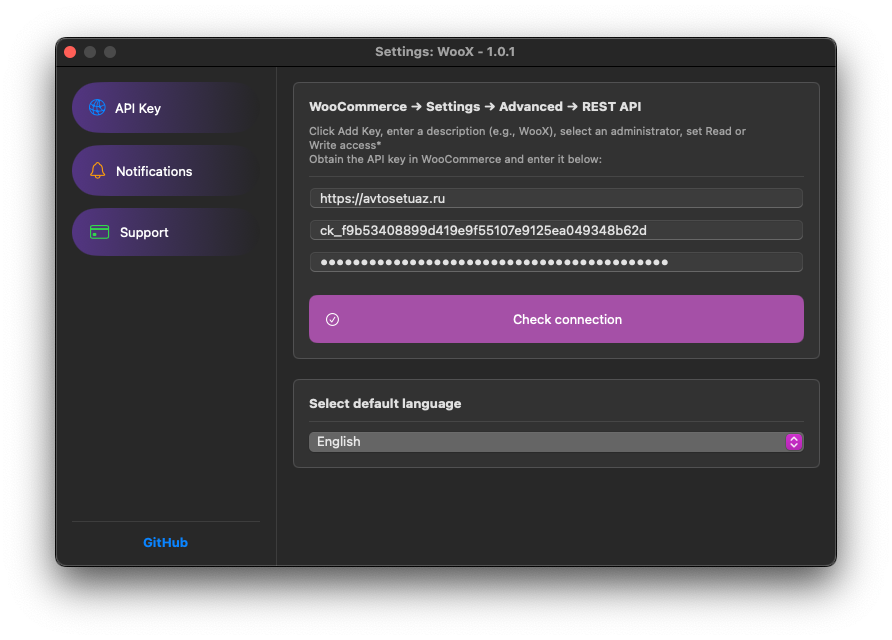 Settings: WooX - 1.0.1
API Key
Notifications
Support
GitHub
WooCommerce → Settings → Advanced → REST API
Click Add Key, enter a description (e.g., WooX), select an administrator, set Read or
Write access*
Obtain the API key in WooCommerce and enter it below:
https://avtosetuaz.ru
ck_f9b53408899d419e9f55107e9125ea049348b62d
●●●●●●●●●●●●●●●●●●●●●●●●●●●●●●●●●●●●●●●●●●●
Check connection
Select default language
English